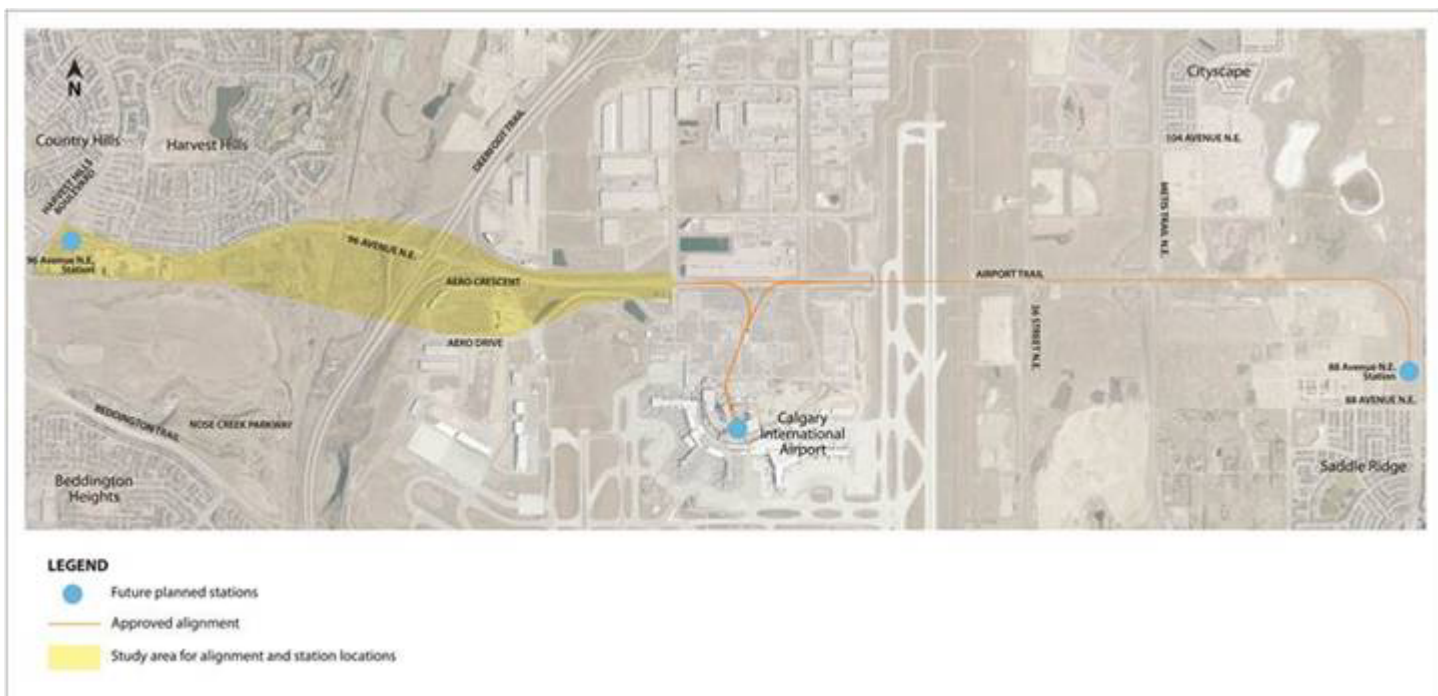 N
Country Hills
Harvest Hills
HARVEST HILLS
BOULEVARD
DEERFOOT TRAIL
Cityscape
104 AVENUE N.E.
METIS TRAIL N.E.
96 Avenue N.E.
Station
96 AVENUE N.E.
AERO CRESCENT
AIRPORT TRAIL
36 STREET N.E.
AERO DRIVE
88 Avenue N.E.
Station
88 AVENUE N.E.
BEDDINGTON TRAIL
NOSE CREEK PARKWAY
Calgary
International
Airport
Beddington
Heights
Saddle Ridge
LEGEND
Future planned stations
Approved alignment
Study area for alignment and station locations